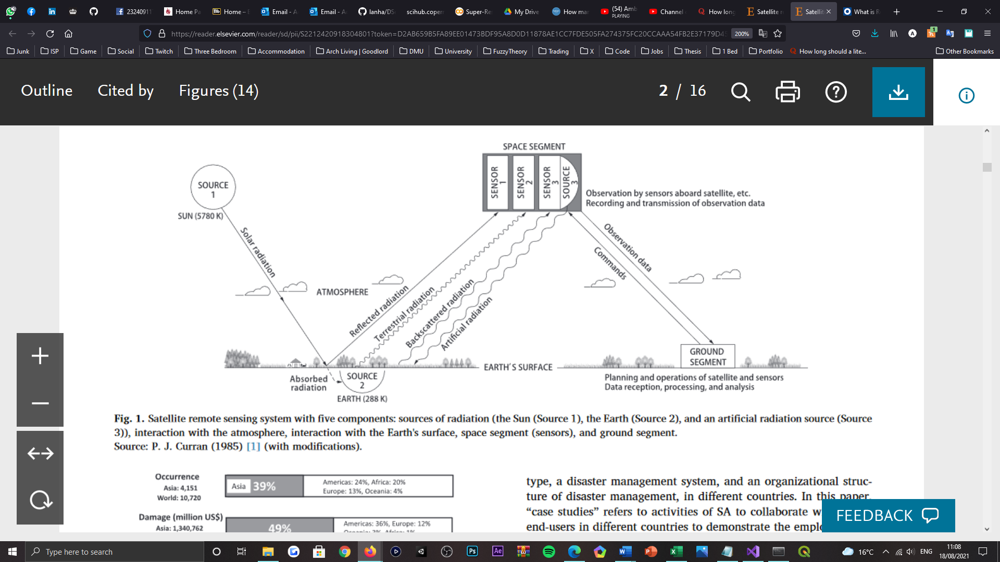 23240911
Home Pa
Home – E
Email - A
Email - A
lanha/DS
scihub.coper
Super-Re
My Drive
How mar
(54) Amb
PLAYING
Channel
How long
Satellite r
Satellit
What is R
https://reader.elsevier.com/reader/sd/pii/S2212420918304801?token=D2AB659B5FA89EE01473BDF95A8D0D11878AE1CC7FDE505FA274375FC20CCAAA54FB2E37179D45
200%
Junk
ISP
Game
Social
Twitch
Three Bedroom
Accommodation
Arch Living | Goodlord
DMU
University
FuzzyTheory
Trading
X
Code
Jobs
Thesis
1 Bed
Portfolio
How long should a lite...
Other Bookmarks
Outline
Cited by
Figures (14)
2 / 16
SPACE SEGMENT
SOURCE
1
SUN (5780 K)
SENSOR 1
SENSOR 2
SENSOR 3
SOURCE 3
Observation by sensors aboard satellite, etc.
Recording and transmission of observation data
Solar radiation
ATMOSPHERE
Reflected radiation
Terrestrial radiation
Backscattered radiation
Artificial radiation
Observation data
Commands
GROUND
SEGMENT
EARTH'S SURFACE
Absorbed
radiation
SOURCE
2
EARTH (288 K)
Planning and operations of satellite and sensors
Data reception, processing, and analysis
Fig. 1. Satellite remote sensing system with five components: sources of radiation (the Sun (Source 1), the Earth (Source 2), and an artificial radiation source (Source
3)), interaction with the atmosphere, interaction with the Earth's surface, space segment (sensors), and ground segment.
Source: P. J. Curran (1985) [1] (with modifications).
Occurrence
Asia: 4,151
World: 10,720
Asia 39%
Americas: 24%, Africa: 20%
Europe: 13%, Oceania: 4%
Damage (million US$)
Asia: 1,340,762
49%
Americas: 36%, Europe: 12%
type, a disaster management system, and an organizational struc-
ture of disaster management, in different countries. In this paper,
“case studies” refers to activities of SA to collaborate w
end-users in different countries to demonstrate the emplo
FEEDBACK
Type here to search
16°C
ENG
11:08
18/08/2021